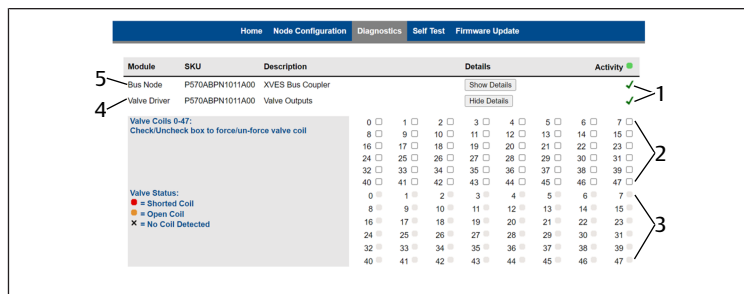 Home Node Configuration Diagnostics Self Test Firmware Update
Module SKU Description Details Activity
5 Bus Node P570ABPN1011A00 XVES Bus Coupler Show Details 1
4 Valve Driver P570ABPN1011A00 Valve Outputs Hide Details
Valve Coils 0-47: 0 1 2 3 4 5 6 7
Check/Uncheck box to force/un-force valve coil 8 9 10 11 12 13 14 15
16 17 18 19 20 21 22 23 2
24 25 26 27 28 29 30 31
32 33 34 35 36 37 38 39
40 41 42 43 44 45 46 47
Valve Status: 0 1 2 3 4 5 6 7
= Shorted Coil 8 9 10 11 12 13 14 15
= Open Coil 16 17 18 19 20 21 22 23 3
X = No Coil Detected 24 25 26 27 28 29 30 31
32 33 34 35 36 37 38 39
40 41 42 43 44 45 46 47